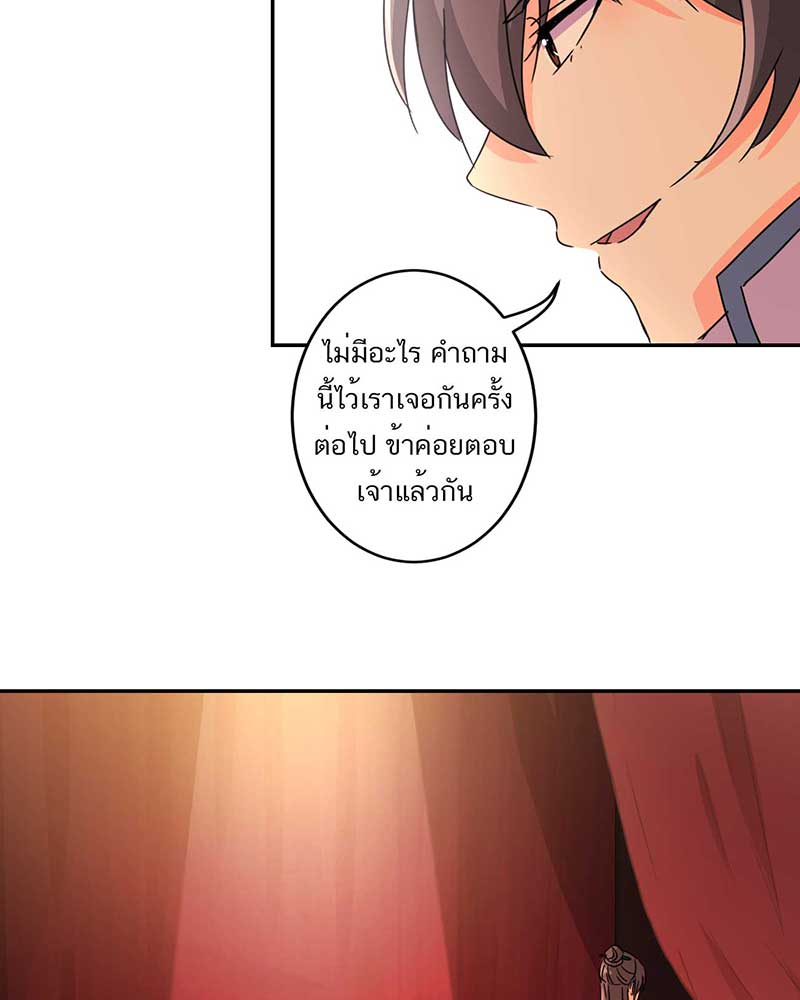 ไม่มีอะไร คำถาม
นี้ไว้เราเจอกันครั้ง
ต่อไป ข้าค่อยตอบ
เจ้าแล้วกัน